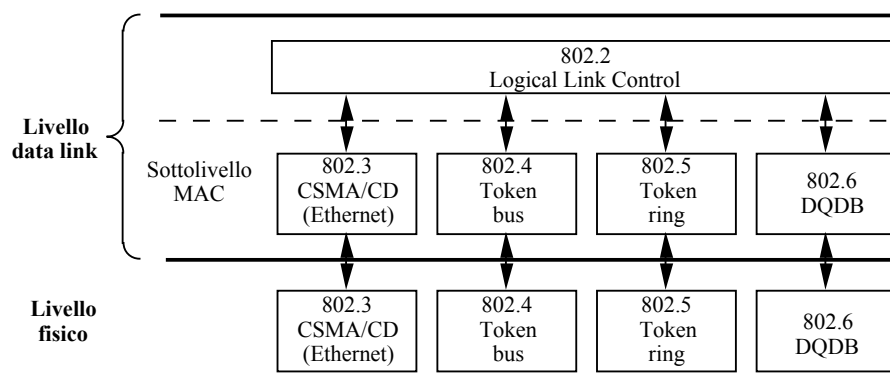 802.2
Logical Link Control
Livello
data link
Sottolivello
MAC
802.3
CSMA/CD
(Ethernet)
802.4
Token
bus
802.5
Token
ring
802.6
DQDB
Livello
fisico
802.3
CSMA/CD
(Ethernet)
802.4
Token
bus
802.5
Token
ring
802.6
DQDB